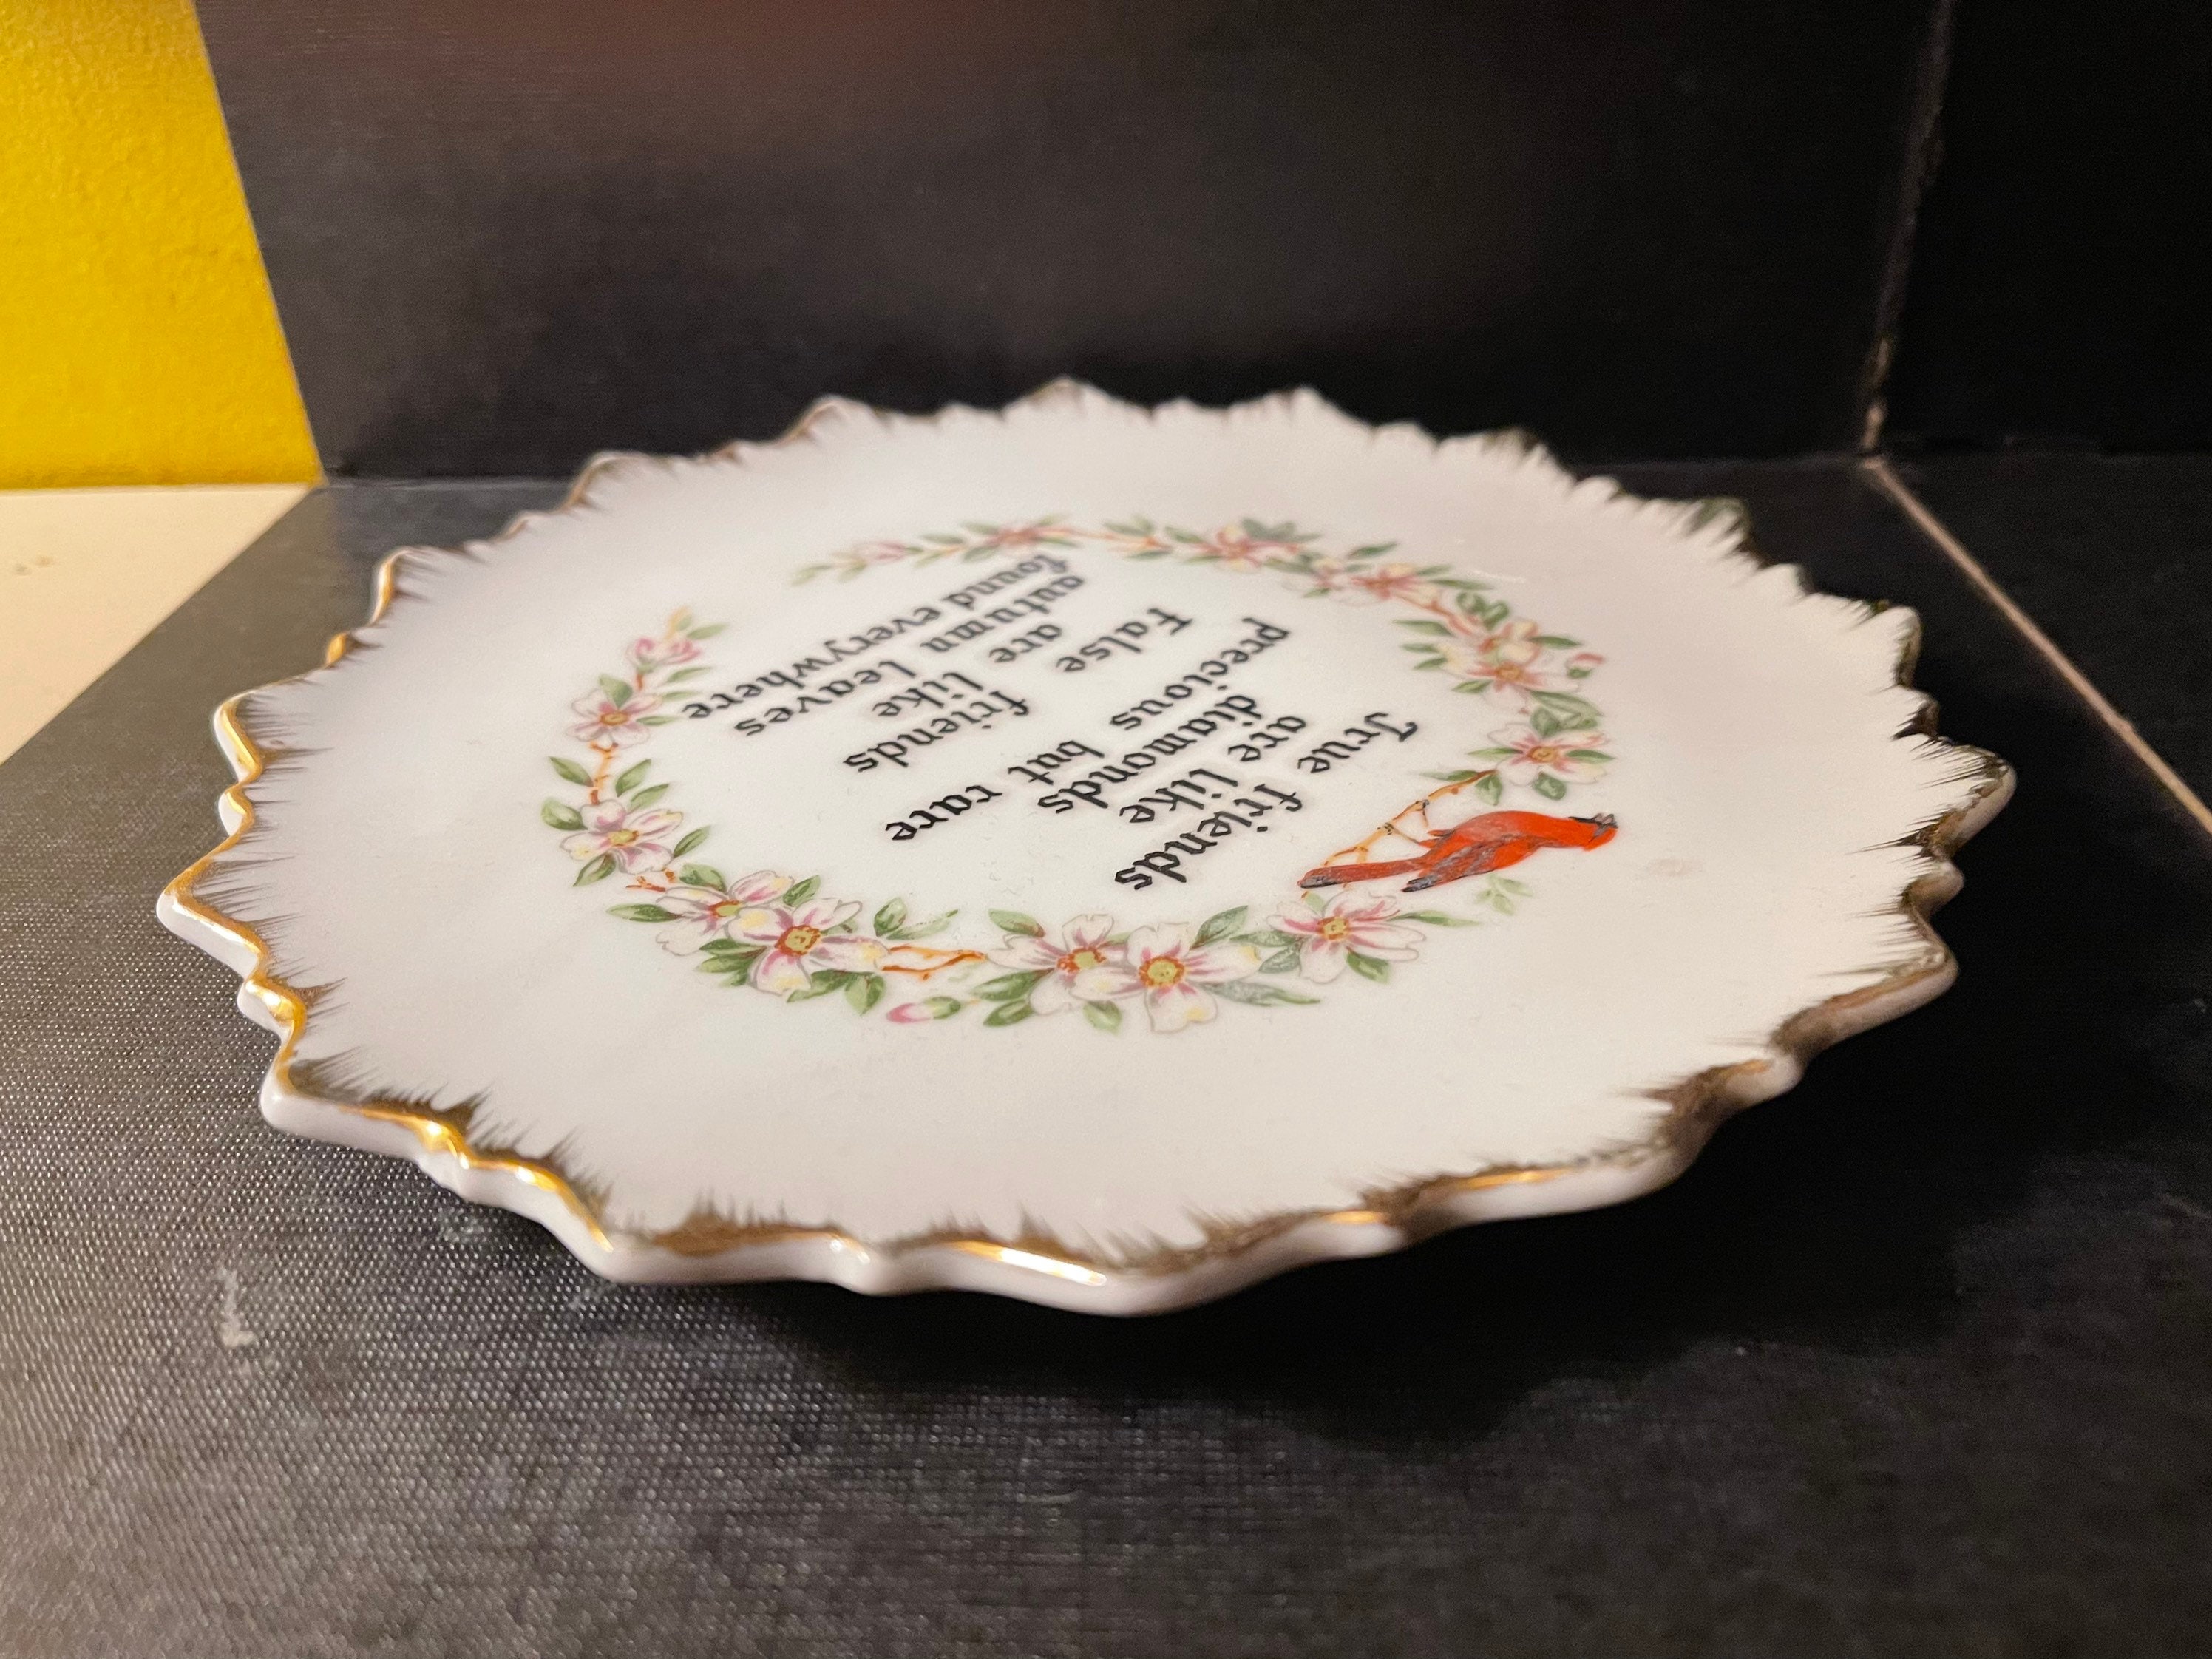 True friends
are like
diamonds
precious but rare
False friends
are like
autumn leaves
found everywhere